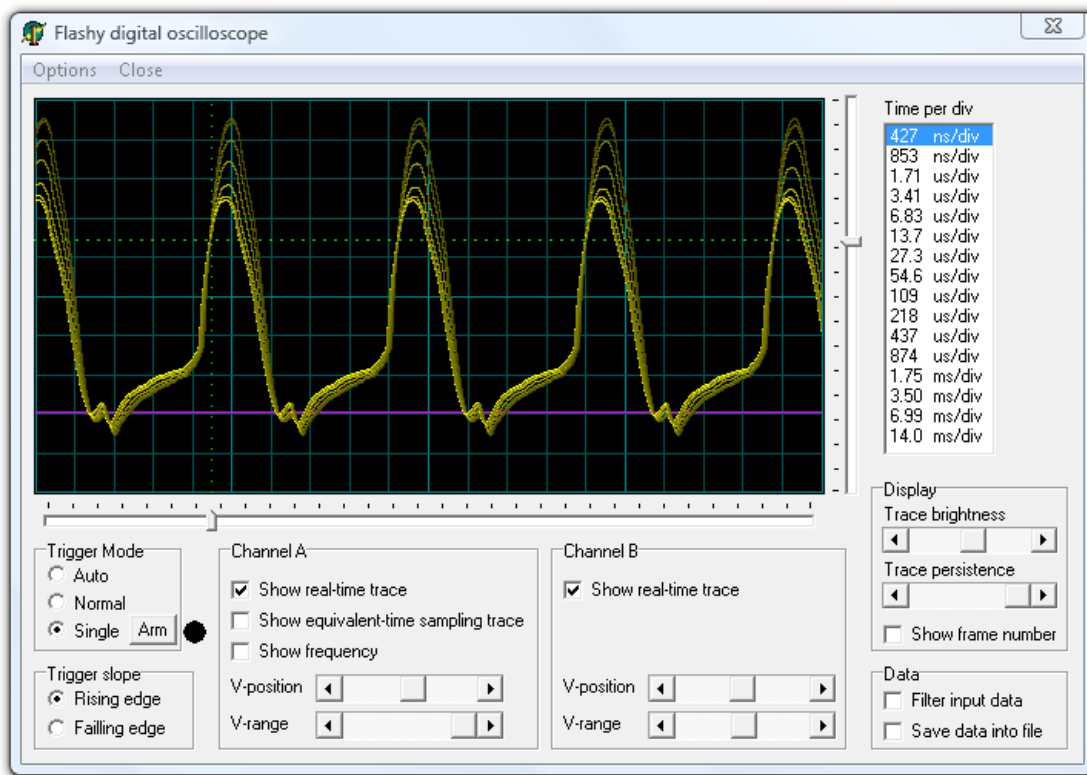 Flashy digital oscilloscope
Options Close
Time per div
427 ns/div
853 ns/div
1.71 us/div
3.41 us/div
6.83 us/div
13.7 us/div
27.3 us/div
54.6 us/div
109 us/div
218 us/div
437 us/div
874 us/div
1.75 ms/div
3.50 ms/div
6.99 ms/div
14.0 ms/div
Trigger Mode
Auto
Normal
Single Arm
Trigger slope
Rising edge
Failling edge
Channel A
Show real-time trace
Show equivalent-time sampling trace
Show frequency
V-position
V-range
Channel B
Show real-time trace
V-position
V-range
Display
Trace brightness
Trace persistence
Show frame number
Data
Filter input data
Save data into file